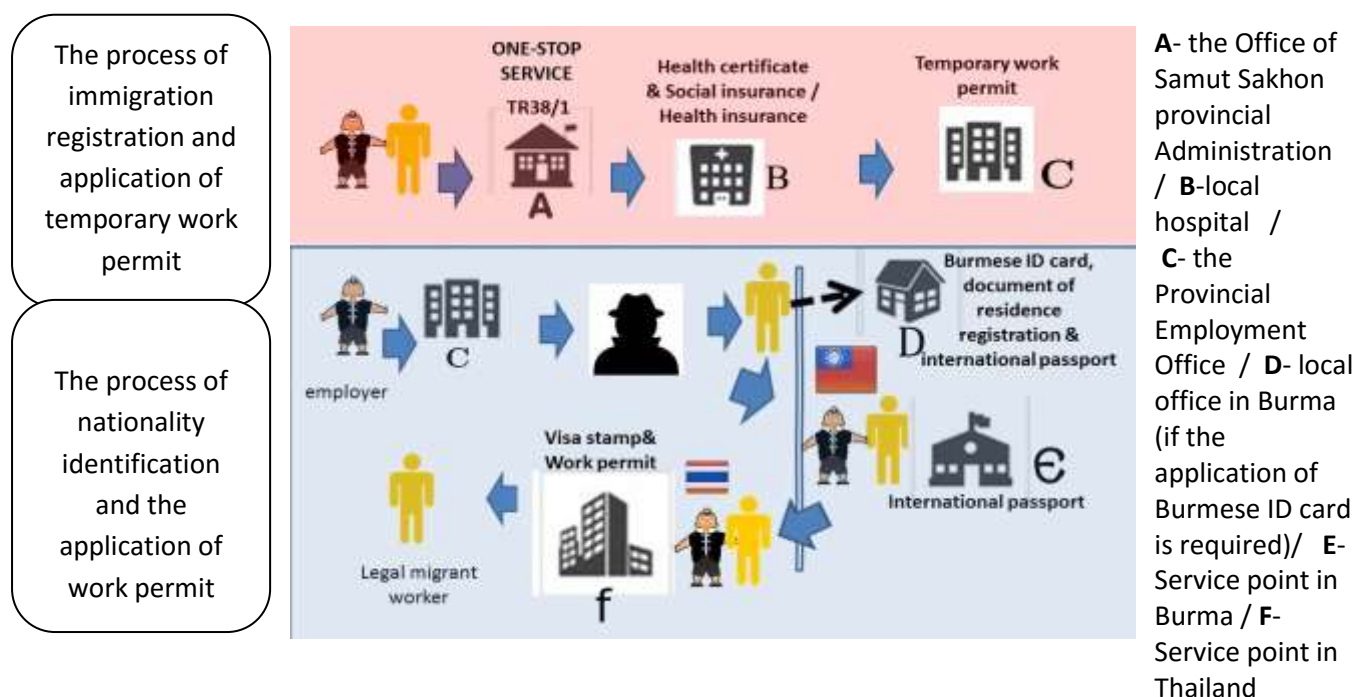 The process of
immigration
registration and
application of
temporary work
permit
The process of
nationality
identification
and the
application of
work permit
ONE-STOP
SERVICE
TR38/1
A
Health certificate
& Social insurance /
Health insurance
B
Temporary work
permit
C
employer
C
Burmese ID card,
document of
residence
registration &
international passport
D
Є
International passport
Visa stamp&
Work permit
f
Legal migrant
worker
A- the Office of
Samut Sakhon
provincial
Administration
/ B-local
hospital /
C- the
Provincial
Employment
Office / D- local
office in Burma
(if the
application of
Burmese ID card
is required)/ E-
Service point in
Burma / F-
Service point in
Thailand